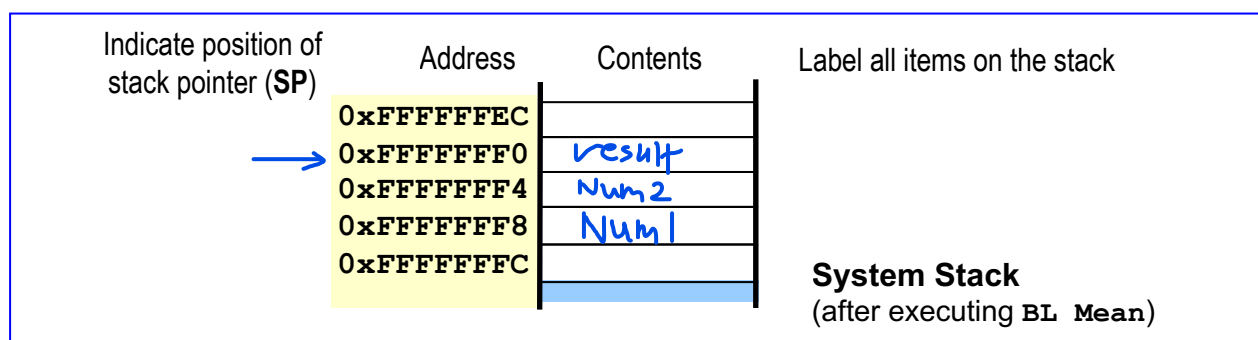 Indicate position of
stack pointer (SP)
Address Contents Label all items on the stack
0xFFFFFFEC
0xFFFFFFF0 result
0xFFFFFFF4 Num2
0xFFFFFFF8 Num1
0xFFFFFFFC
System Stack
(after executing BL Mean)